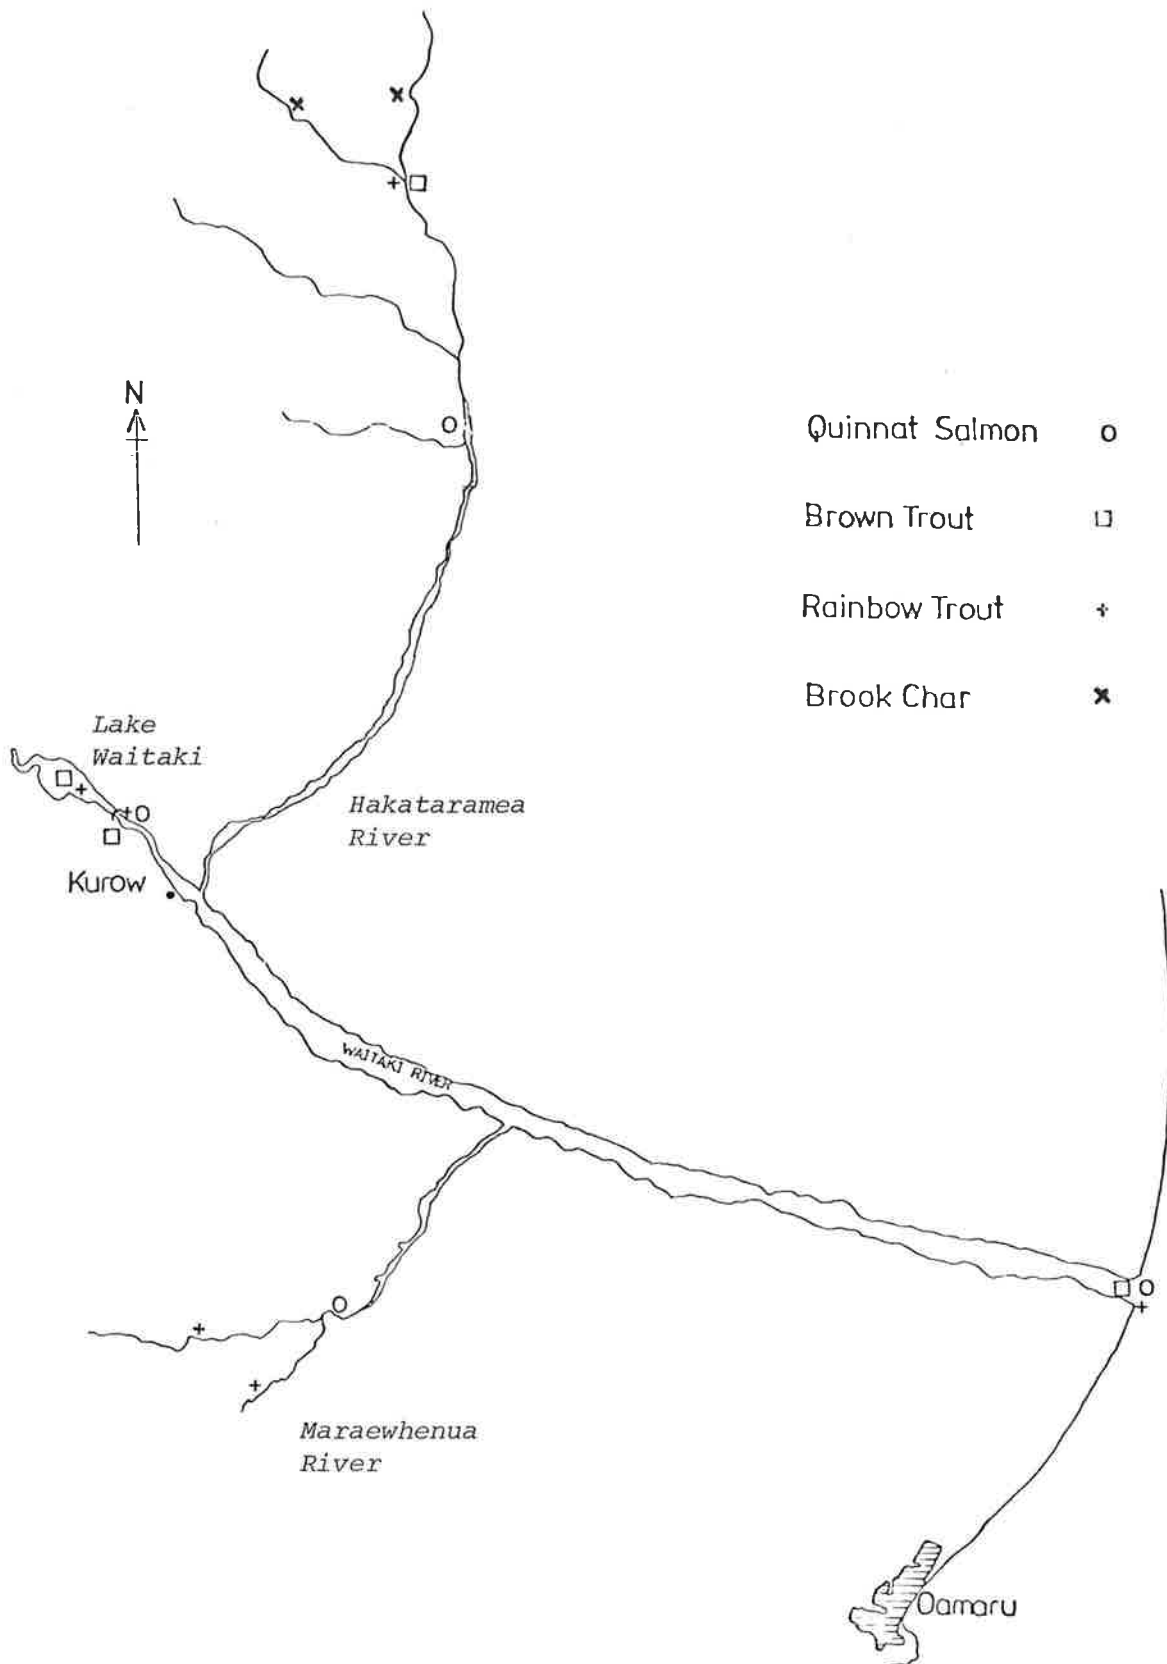 N
Quinnat Salmon o
Brown Trout □
Rainbow Trout +
Brook Char x
Lake
Waitaki
Hakataramea
River
Kurow
WAITAKI RIVER
Maraewhenua
River
Oamaru